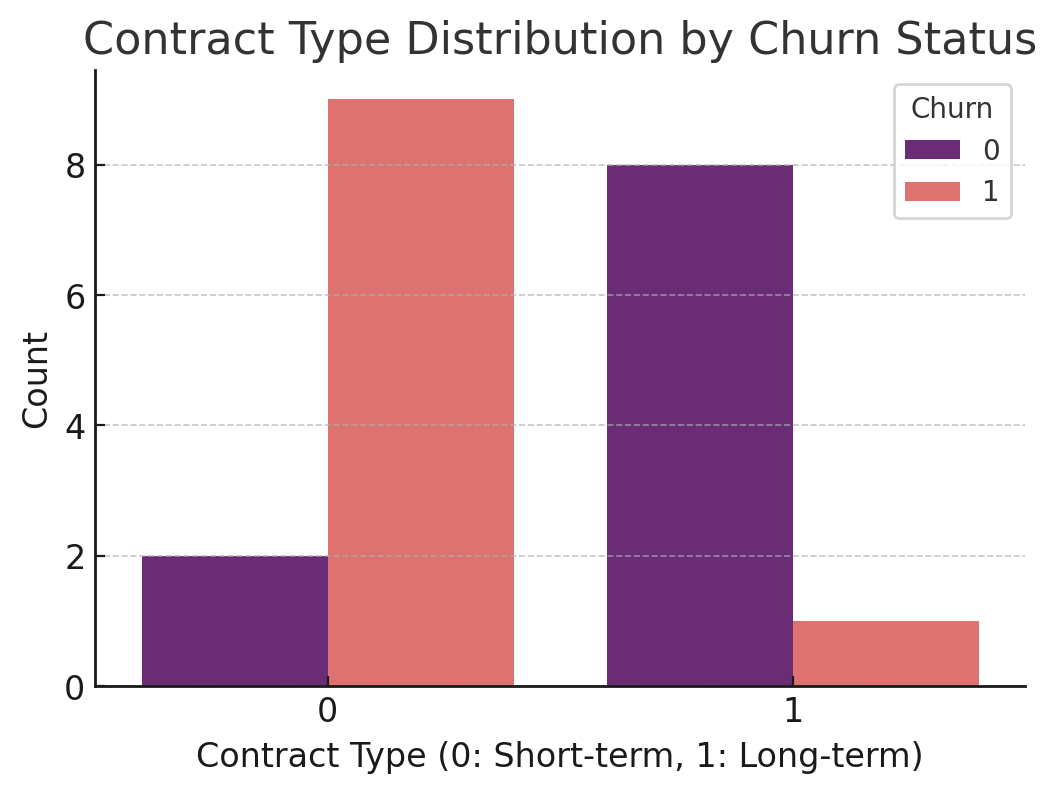 Contract Type Distribution by Churn Status
Churn
0
1
Count
8
6
4
2
0
0 1
Contract Type (0: Short-term, 1: Long-term)